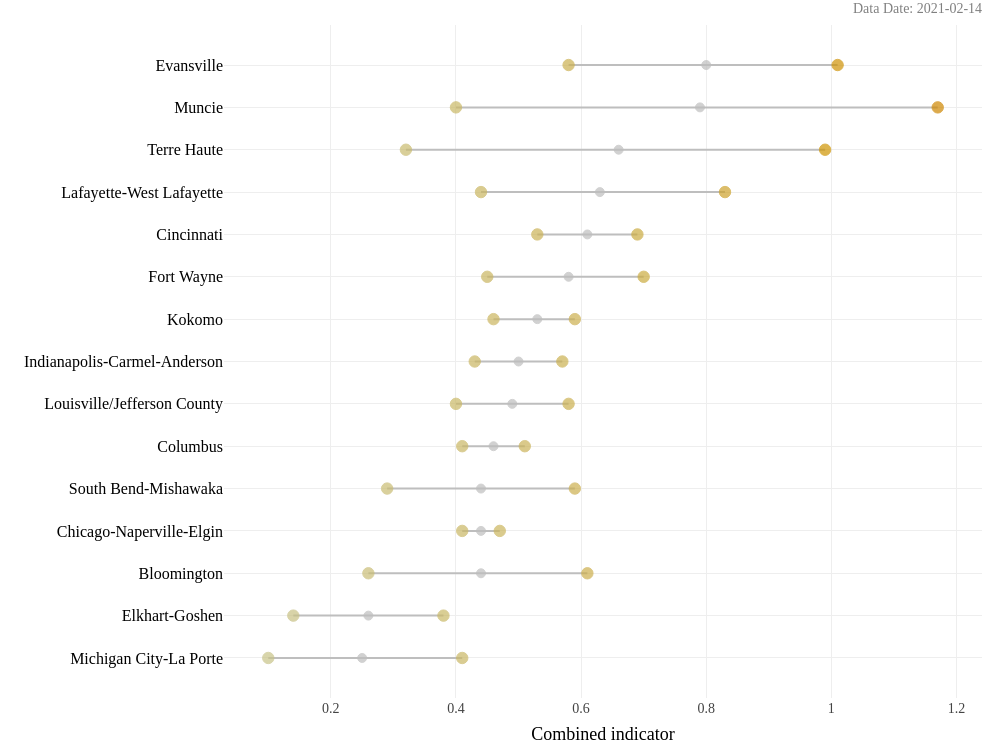 Data Date: 2021-02-14
Evansville
Muncie
Terre Haute
Lafayette-West Lafayette
Cincinnati
Fort Wayne
Kokomo
Indianapolis-Carmel-Anderson
Louisville/Jefferson County
Columbus
South Bend-Mishawaka
Chicago-Naperville-Elgin
Bloomington
Elkhart-Goshen
Michigan City-La Porte
0.2 0.4 0.6 0.8 1 1.2
Combined indicator